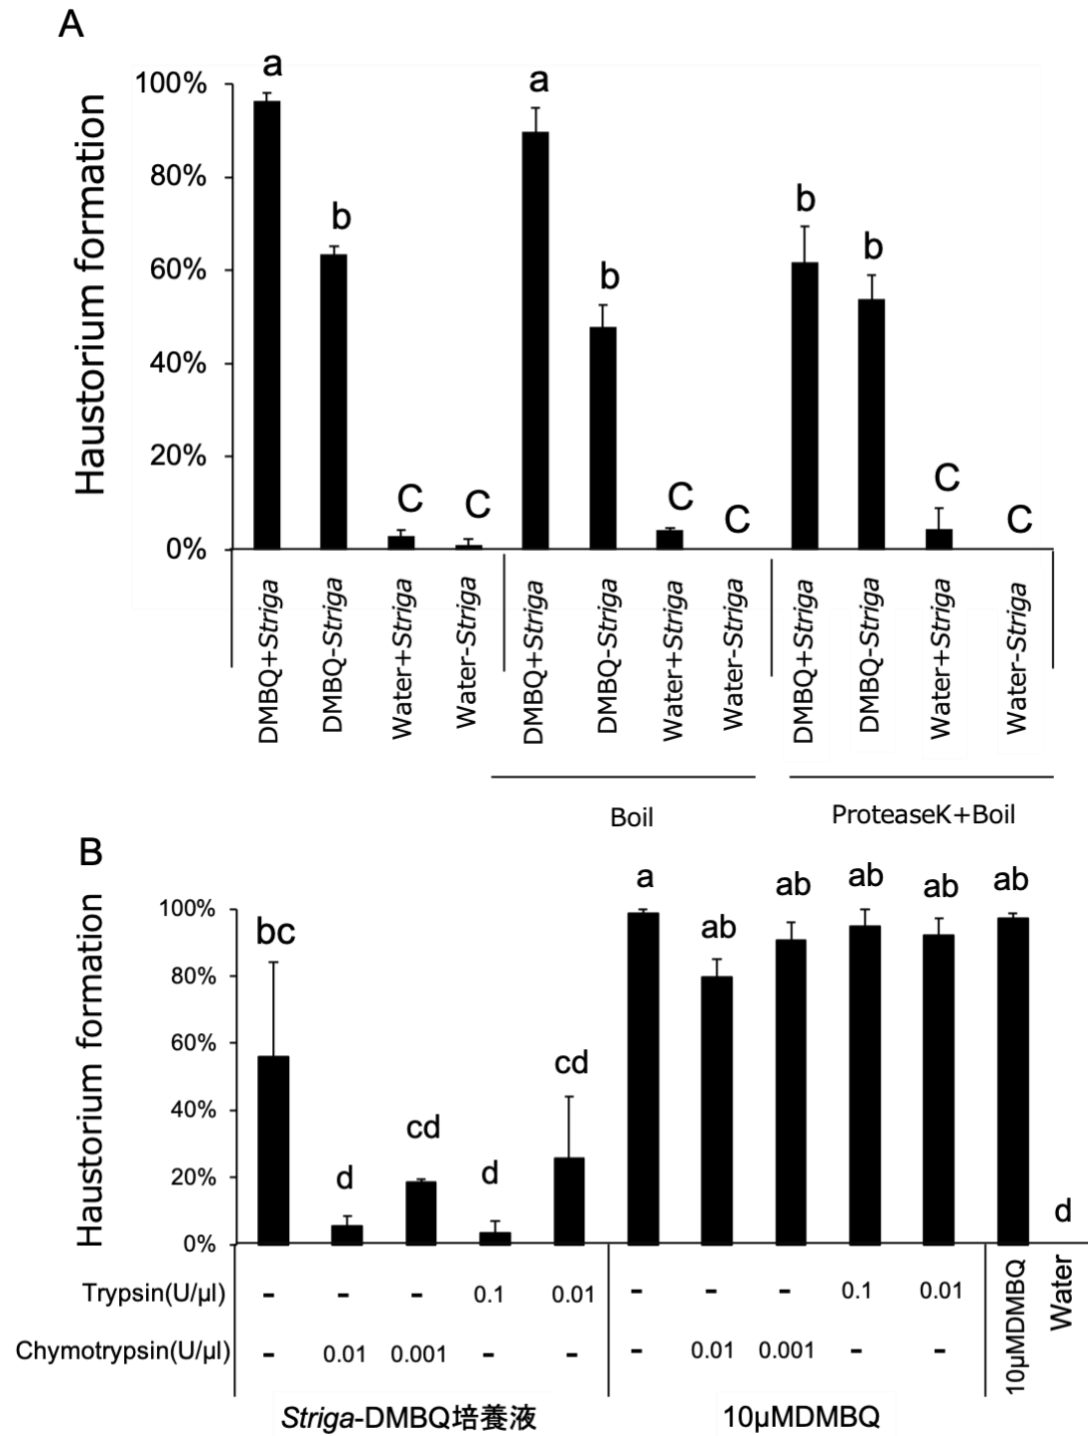 A
Haustorium formation
100%
80%
60%
40%
20%
0%
a
b
C
C
a
b
C
C
b
b
C
C
DMBQ+Striga
DMBQ-Striga
Water+Striga
Water-Striga
DMBQ+Striga
DMBQ-Striga
Water+Striga
Water-Striga
DMBQ+Striga
DMBQ-Striga
Water+Striga
Water-Striga
Boil
ProteaseK+Boil
B
Haustorium formation
100%
80%
60%
40%
20%
0%
bc
d
cd
d
cd
a
ab
ab
ab
ab
ab
d
Trypsin(U/μl) - - - 0.1 0.01 - - - 0.1 0.01
Chymotrypsin(U/μl) - 0.01 0.001 - - - 0.01 0.001 - -
10μMDMBQ
Water
Striga-DMBQ培養液
10μMDMBQ